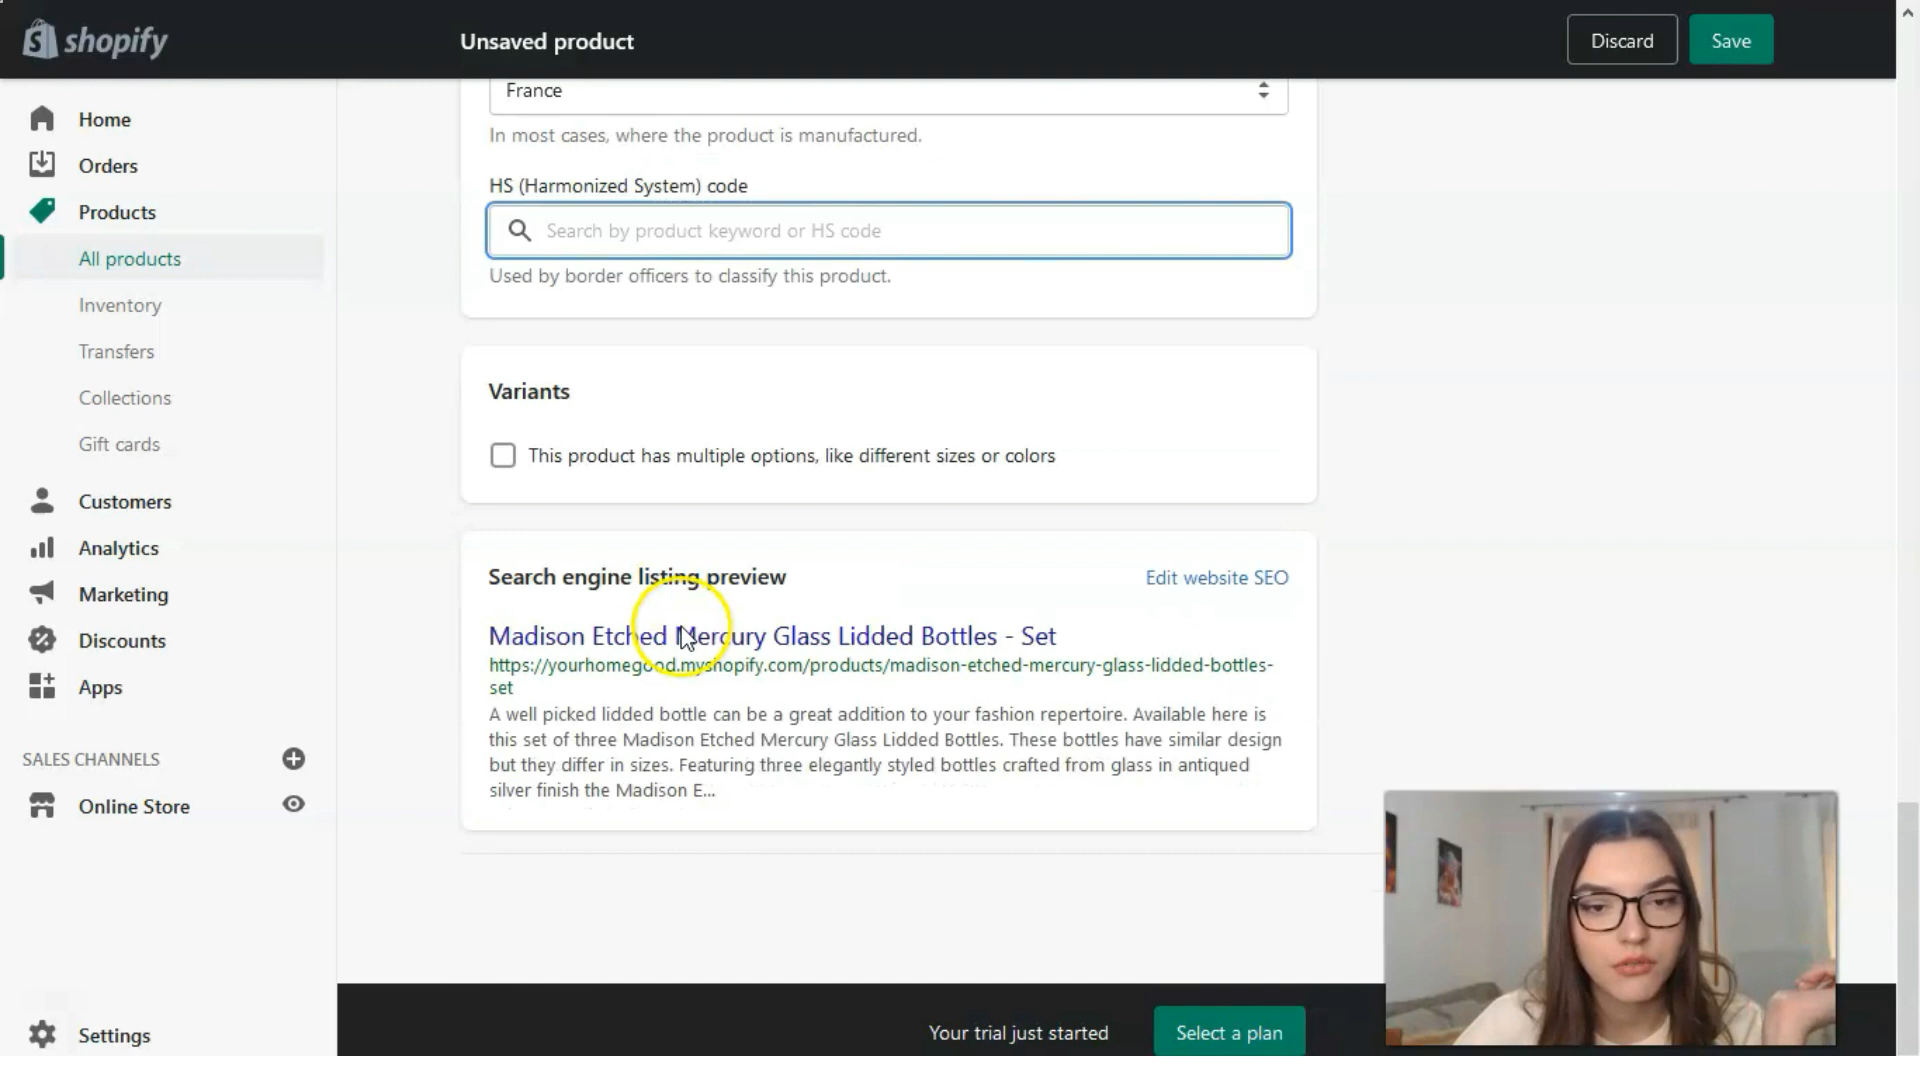 shopify
Unsaved product
Discard
Save
Home
Orders
Products
All products
Inventory
Transfers
Collections
Gift cards
Customers
Analytics
Marketing
Discounts
Apps
SALES CHANNELS
Online Store
Settings
France
In most cases, where the product is manufactured.
HS (Harmonized System) code
Search by product keyword or HS code
Used by border officers to classify this product.
Variants
This product has multiple options, like different sizes or colors
Search engine listing preview
Edit website SEO
Madison Etched Mercury Glass Lidded Bottles - Set
https://yourhomegood.myshopify.com/products/madison-etched-mercury-glass-lidded-bottles-
set
A well picked lidded bottle can be a great addition to your fashion repertoire. Available here is
this set of three Madison Etched Mercury Glass Lidded Bottles. These bottles have similar design
but they differ in sizes. Featuring three elegantly styled bottles crafted from glass in antiqued
silver finish the Madison E...
Your trial just started
Select a plan